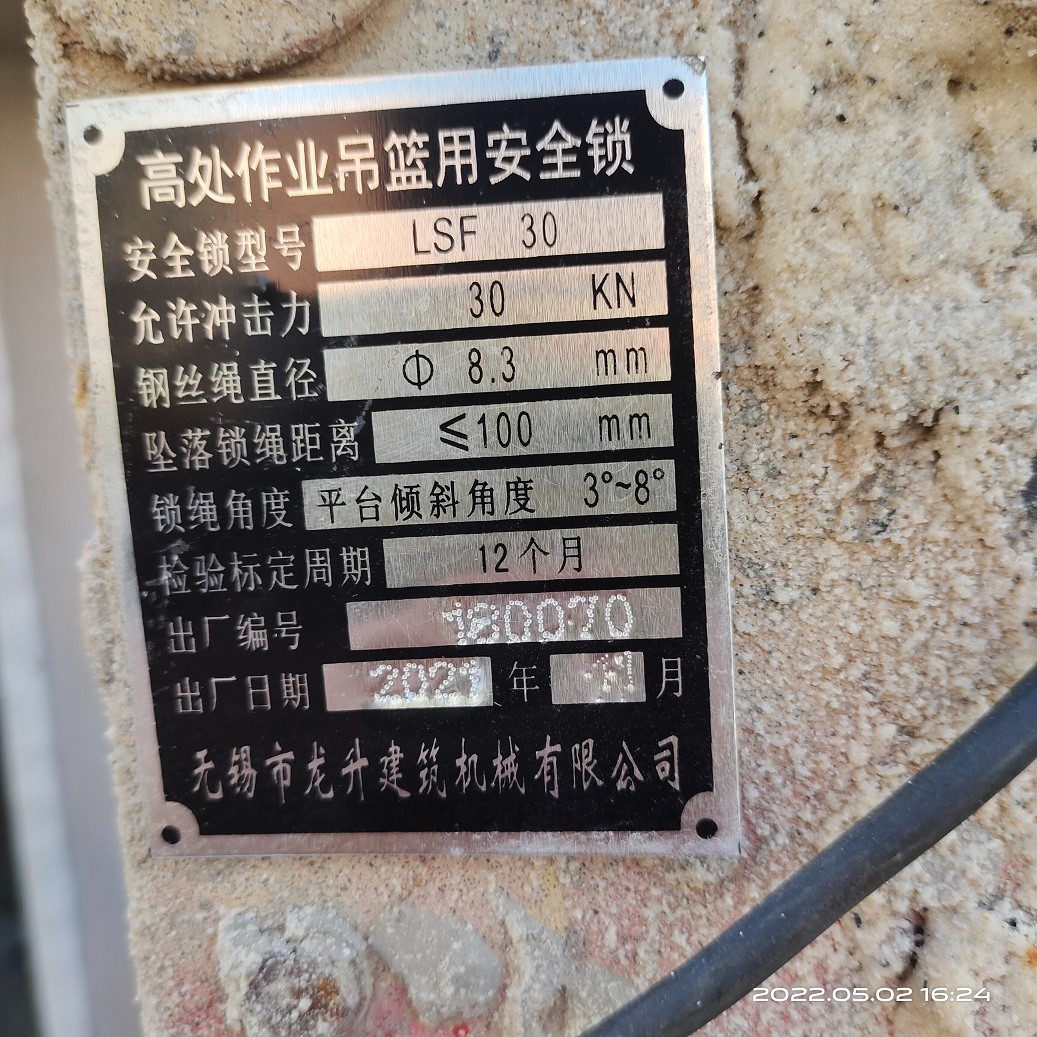 高处作业吊篮用安全锁
安全锁型号 LSF 30
允许冲击力 30 KN
钢丝绳直径 Φ 8.3 mm
坠落锁绳距离 ≤100 mm
锁绳角度 平台倾斜角度 3°~8°
检验标定周期 12个月
出厂编号 180070
出厂日期 2021 年 11 月
无锡市龙升建筑机械有限公司
2022.05.02 16:24